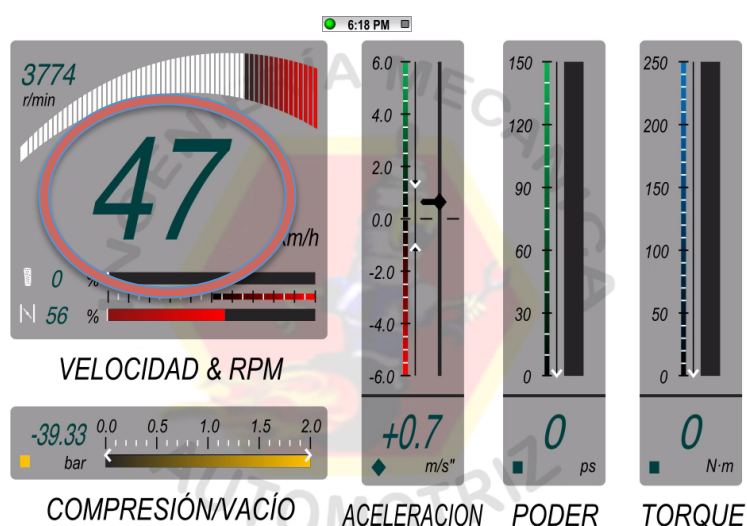 6:18 PM
3774
r/min
47
km/h
0 %
56 %
VELOCIDAD & RPM
-39.33
bar
0.0 0.5 1.0 1.5 2.0
COMPRESIÓN/VACÍO
6.0
4.0
2.0
0.0
-2.0
-4.0
-6.0
+0.7
m/s"
ACELERACION
150
120
90
60
30
0
0
ps
PODER
250
200
150
100
50
0
0
N·m
TORQUE
INGENIERÍA MECÁNICA
AUTOMOTRIZ